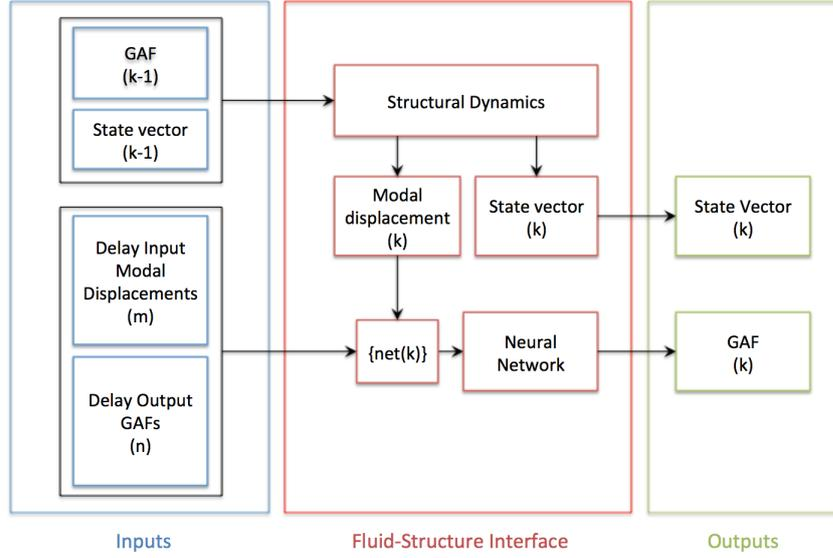 GAF
(k-1)
State vector
(k-1)
Delay Input
Modal
Displacements
(m)
Delay Output
GAFs
(n)
Structural Dynamics
Modal
displacement
(k)
State vector
(k)
{net(k)}
Neural
Network
State Vector
(k)
GAF
(k)
Inputs
Fluid-Structure Interface
Outputs